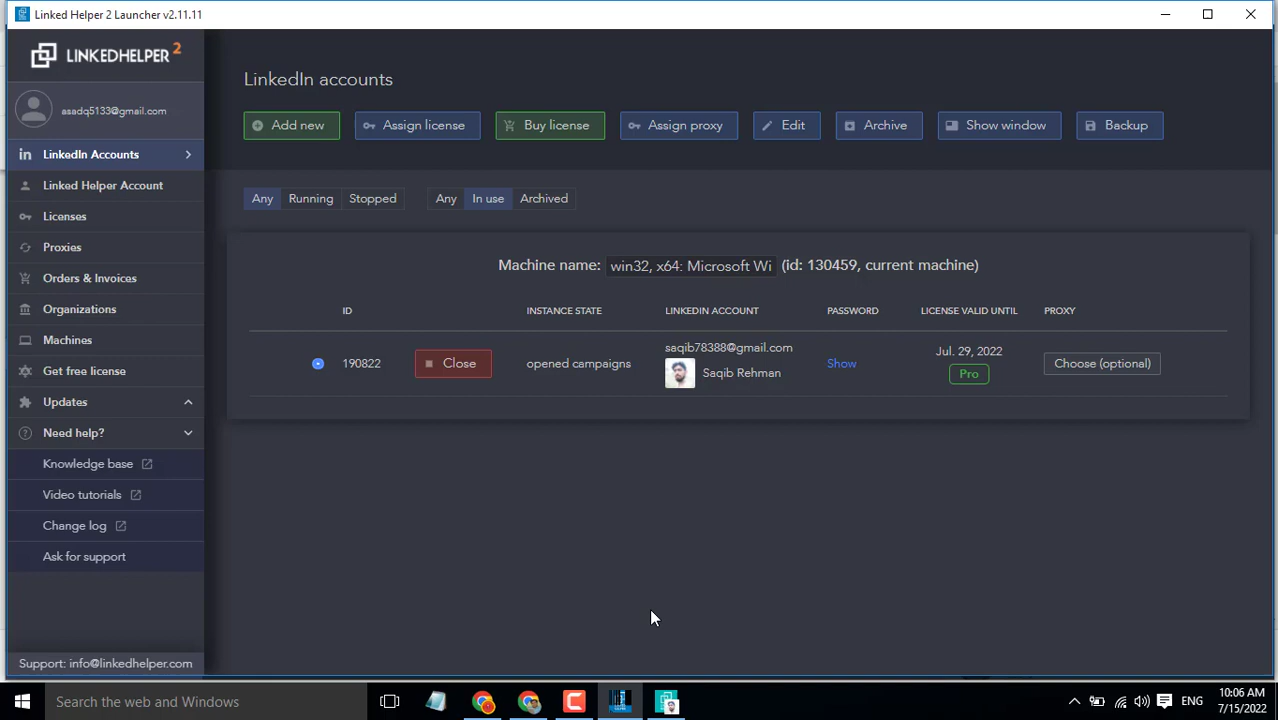 Linked Helper 2 Launcher v2.11.11
LINKEDHELPER 2
asadq5133@gmail.com
LinkedIn Accounts
Linked Helper Account
Licenses
Proxies
Orders & Invoices
Organizations
Machines
Get free license
Updates
Need help?
Knowledge base
Video tutorials
Change log
Ask for support
Support: info@linkedhelper.com
LinkedIn accounts
Add new Assign license Buy license Assign proxy Edit Archive Show window Backup
Any Running Stopped Any In use Archived
Machine name: win32, x64: Microsoft Wi (id: 130459, current machine)
ID INSTANCE STATE LINKEDIN ACCOUNT PASSWORD LICENSE VALID UNTIL PROXY
190822 Close opened campaigns saqib78388@gmail.com Show Jul. 29, 2022 Choose (optional)
Saqib Rehman Pro
Search the web and Windows
ENG
10:06 AM
7/15/2022